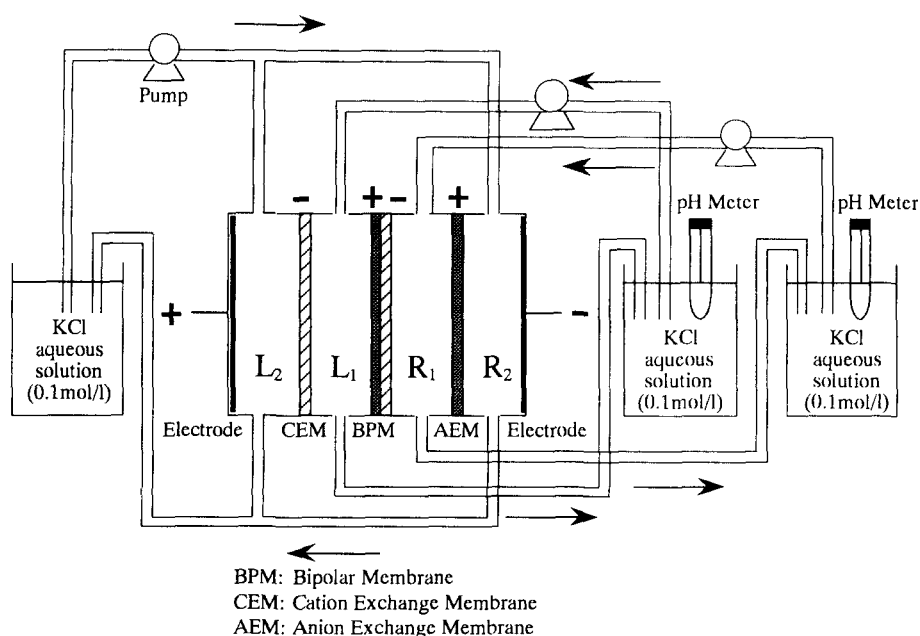 Pump
pH Meter
pH Meter
-
+ -
+
+
-
KCl
aqueous
solution
(0.1mol/l)
L2
L1
R1
R2
KCl
aqueous
solution
(0.1mol/l)
KCl
aqueous
solution
(0.1mol/l)
Electrode
CEM
BPM
AEM
Electrode
BPM: Bipolar Membrane
CEM: Cation Exchange Membrane
AEM: Anion Exchange Membrane